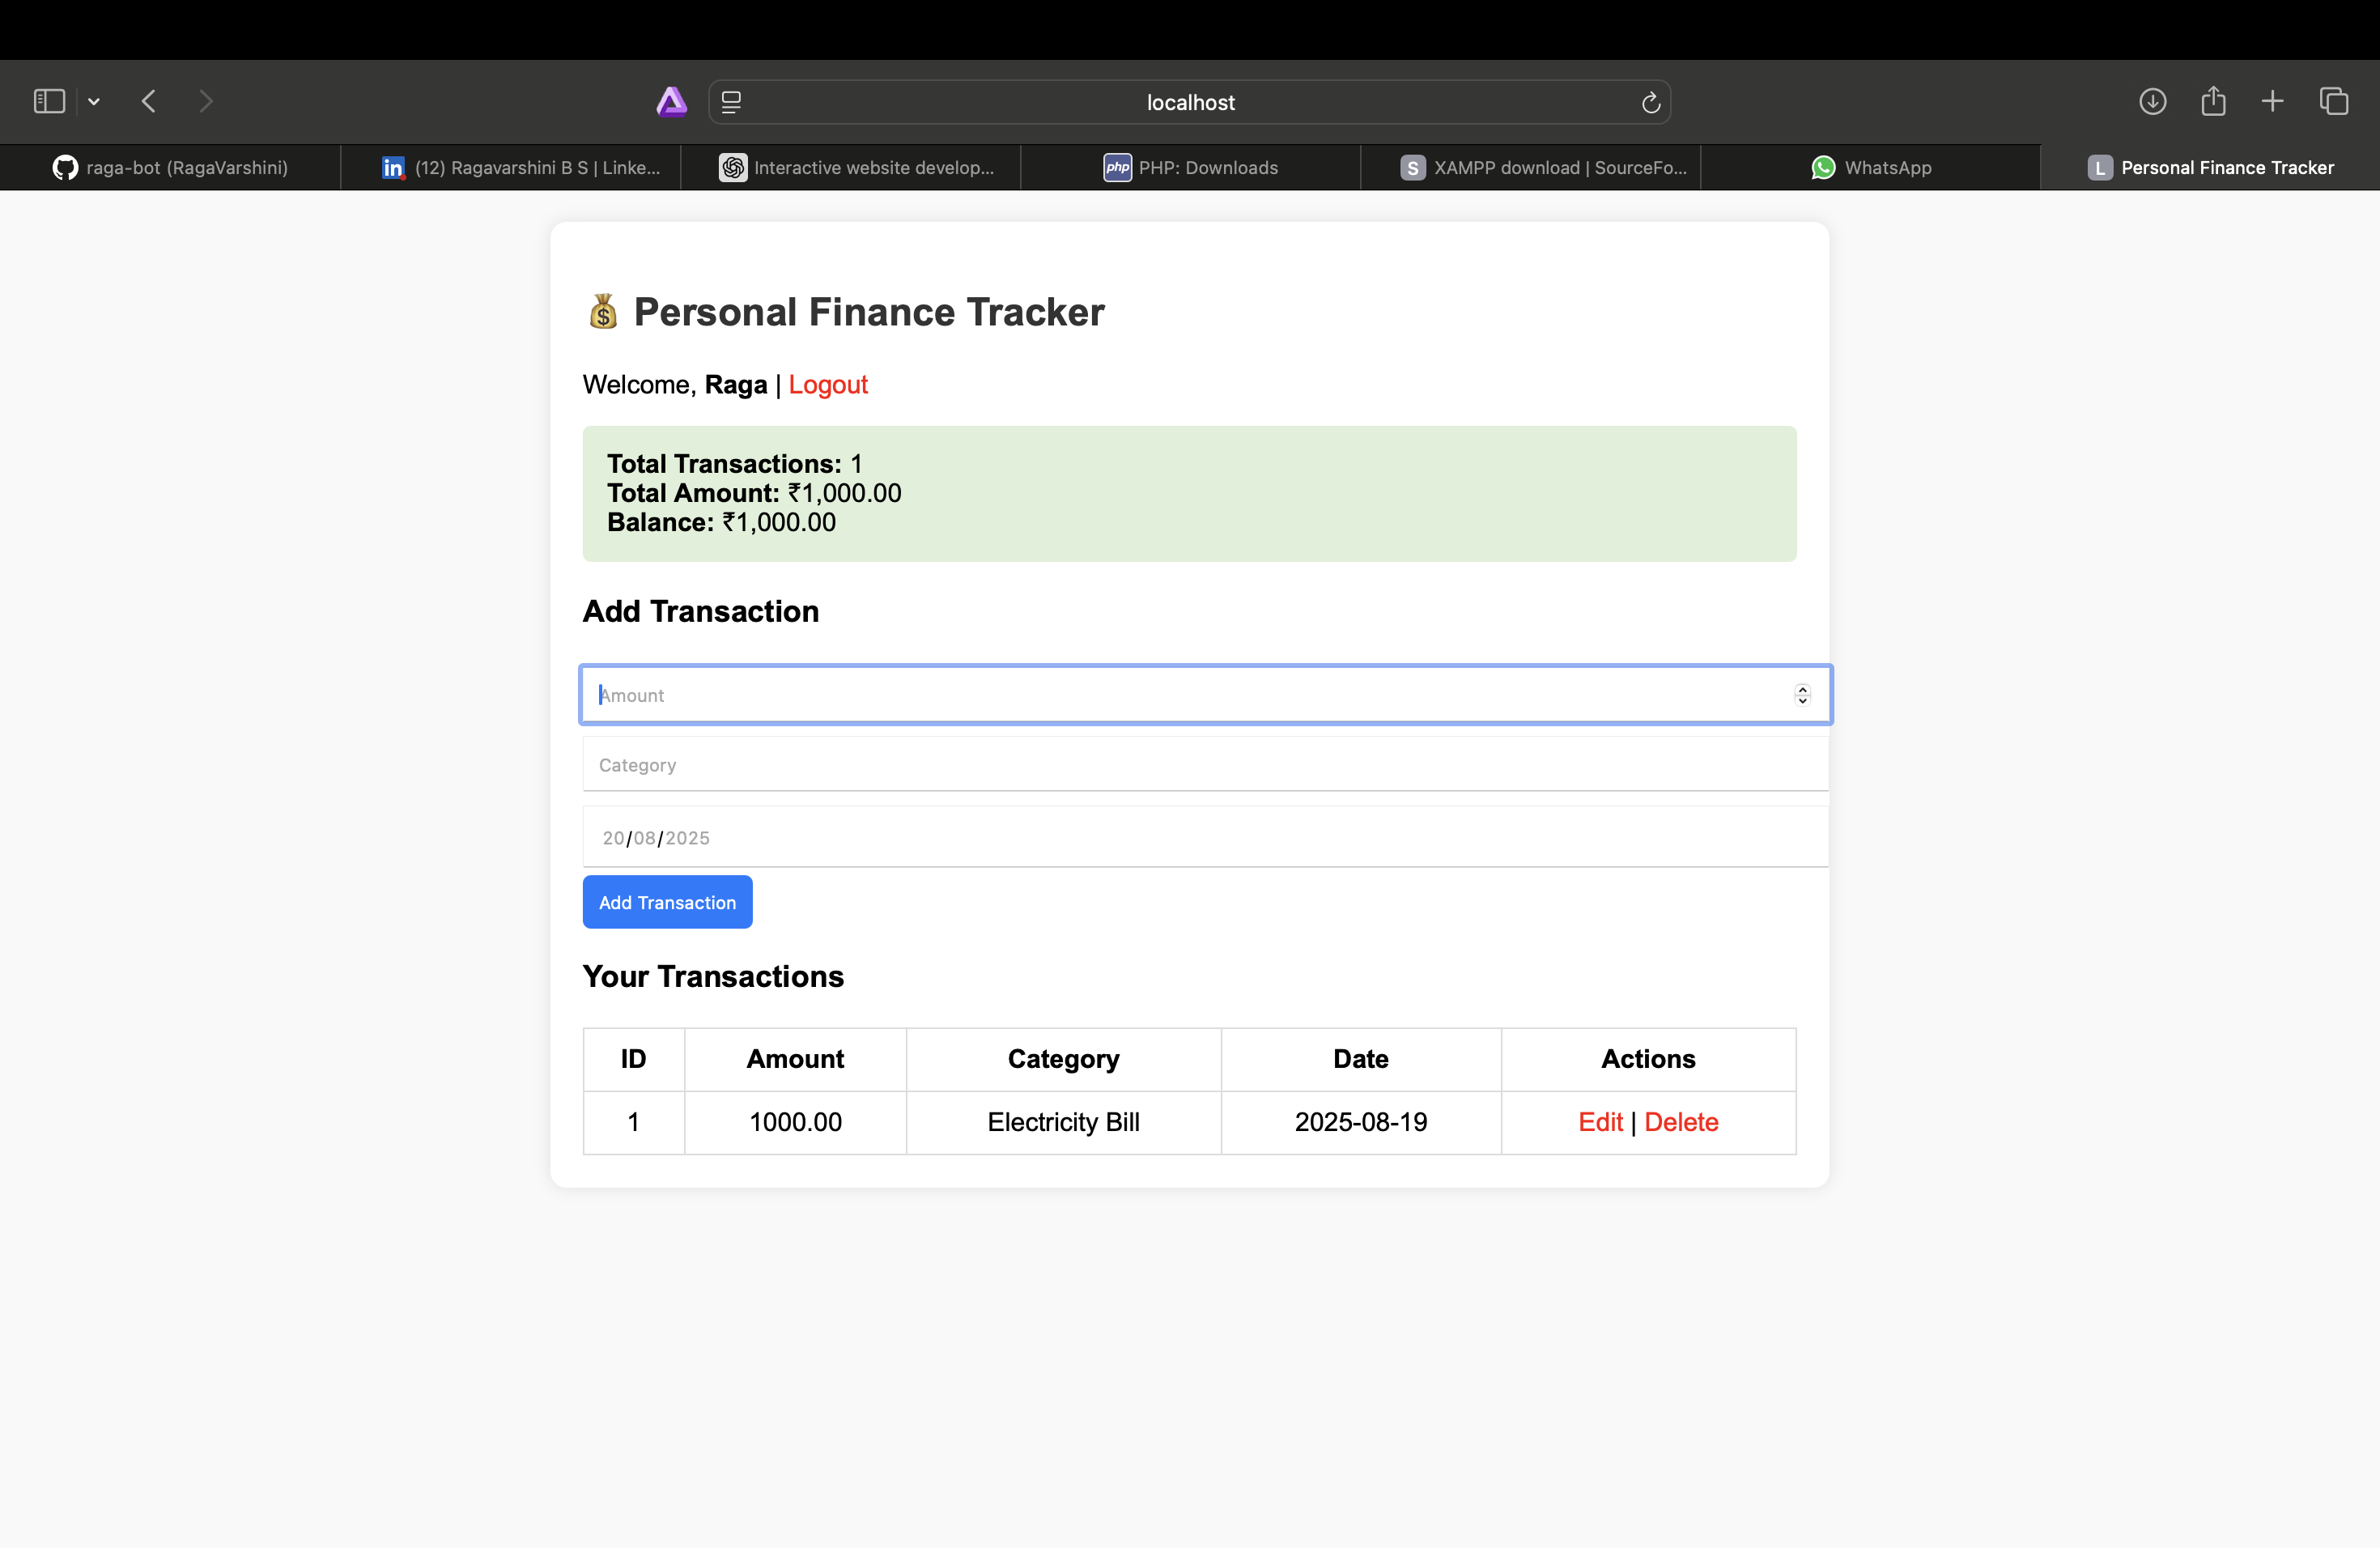 localhost
raga-bot (RagaVarshini)
in (12) Ragavarshini B S | Linke...
Interactive website develop...
php PHP: Downloads
S XAMPP download | SourceFo...
WhatsApp
L Personal Finance Tracker
💰 Personal Finance Tracker
Welcome, Raga | Logout
Total Transactions: 1
Total Amount: ₹1,000.00
Balance: ₹1,000.00
Add Transaction
Amount
Category
20/08/2025
Add Transaction
Your Transactions
ID Amount Category Date Actions
1 1000.00 Electricity Bill 2025-08-19 Edit | Delete